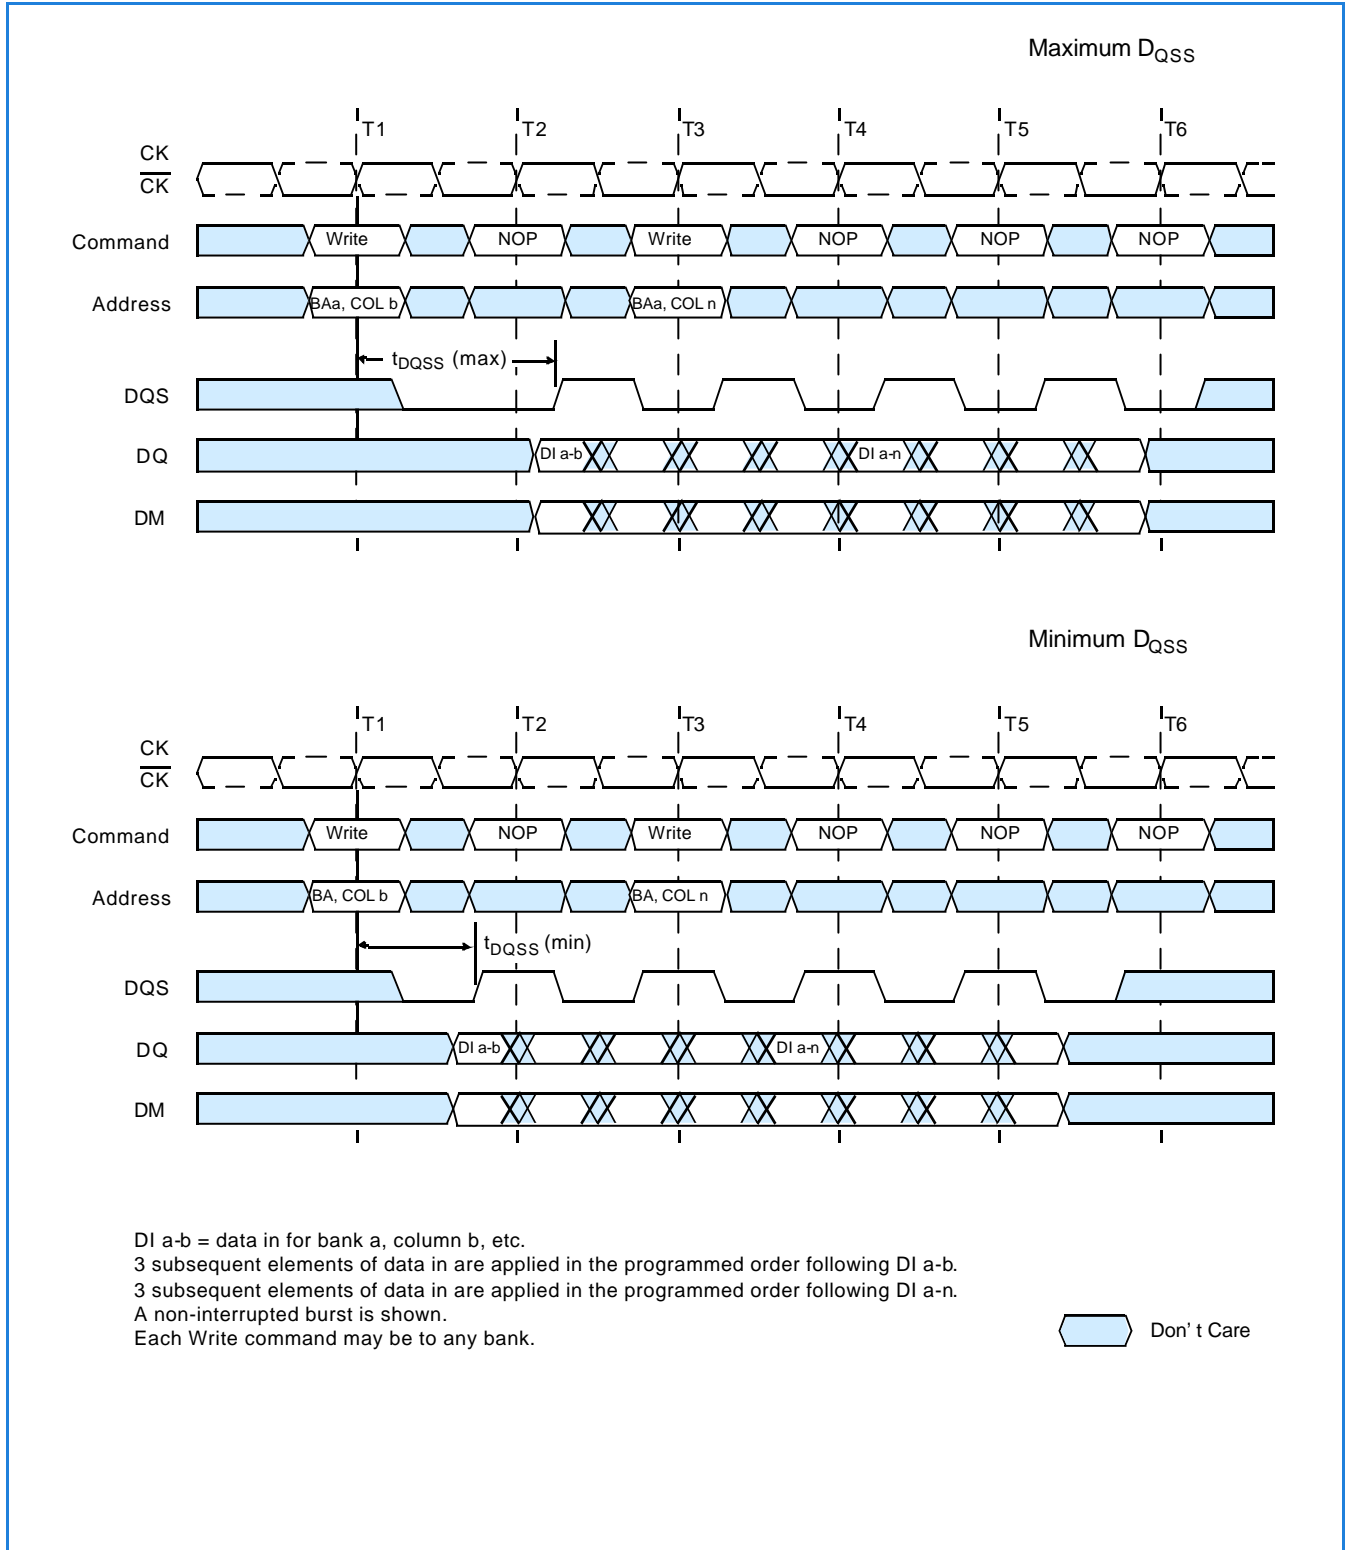 Maximum DQSS
T1 T2 T3 T4 T5 T6
CK
CK
Command Write NOP Write NOP NOP NOP
Address BAa, COL b BAa, COL n
tDQSS (max)
DQS
DQ DI a-b DI a-n
DM
Minimum DQSS
T1 T2 T3 T4 T5 T6
CK
CK
Command Write NOP Write NOP NOP NOP
Address BA, COL b BA, COL n
tDQSS (min)
DQS
DQ DI a-b DI a-n
DM
DI a-b = data in for bank a, column b, etc.
3 subsequent elements of data in are applied in the programmed order following DI a-b.
3 subsequent elements of data in are applied in the programmed order following DI a-n.
A non-interrupted burst is shown.
Each Write command may be to any bank.
Don' t Care